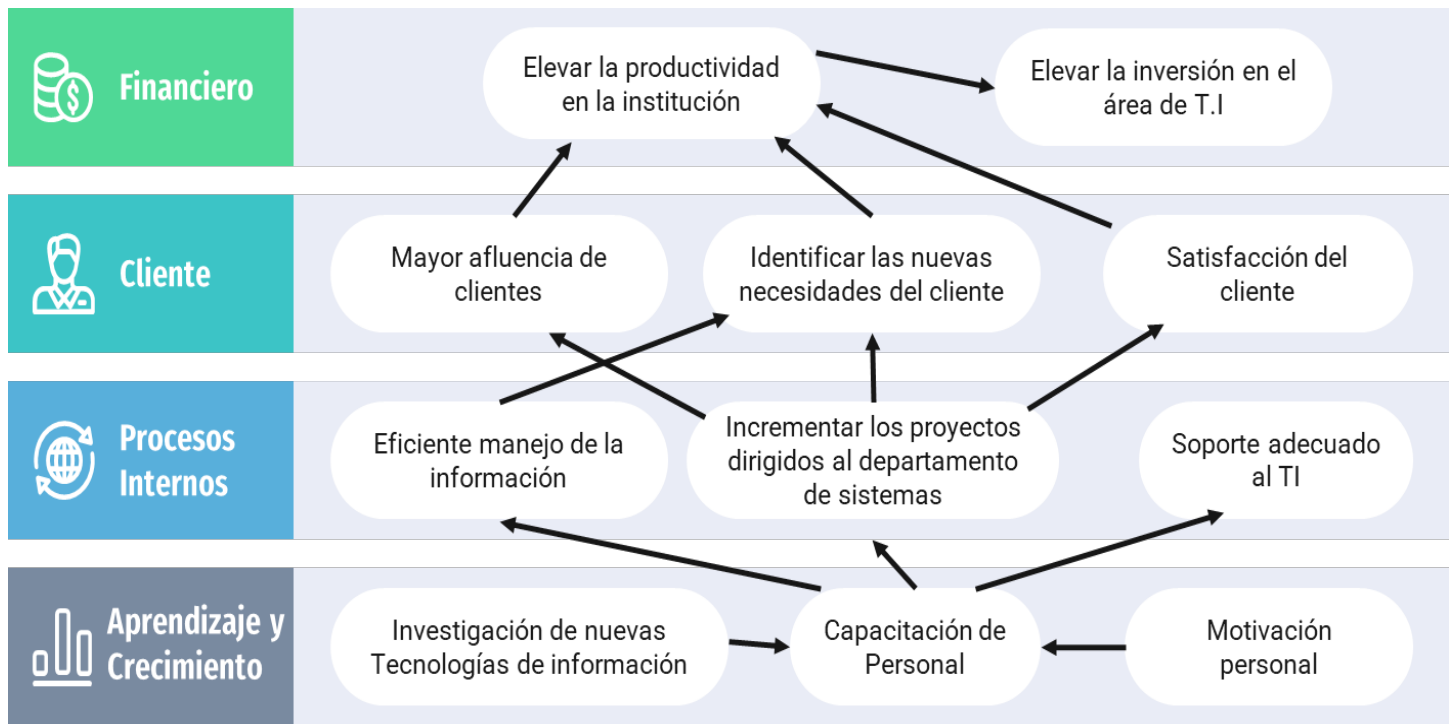 Financiero
Elevar la productividad
en la institución
Elevar la inversión en el
área de T.I
Cliente
Mayor afluencia de
clientes
Identificar las nuevas
necesidades del cliente
Satisfacción del
cliente
Procesos
Internos
Eficiente manejo de la
información
Incrementar los proyectos
dirigidos al departamento
de sistemas
Soporte adecuado
al TI
Aprendizaje y
Crecimiento
Investigación de nuevas
Tecnologías de información
Capacitación de
Personal
Motivación
personal